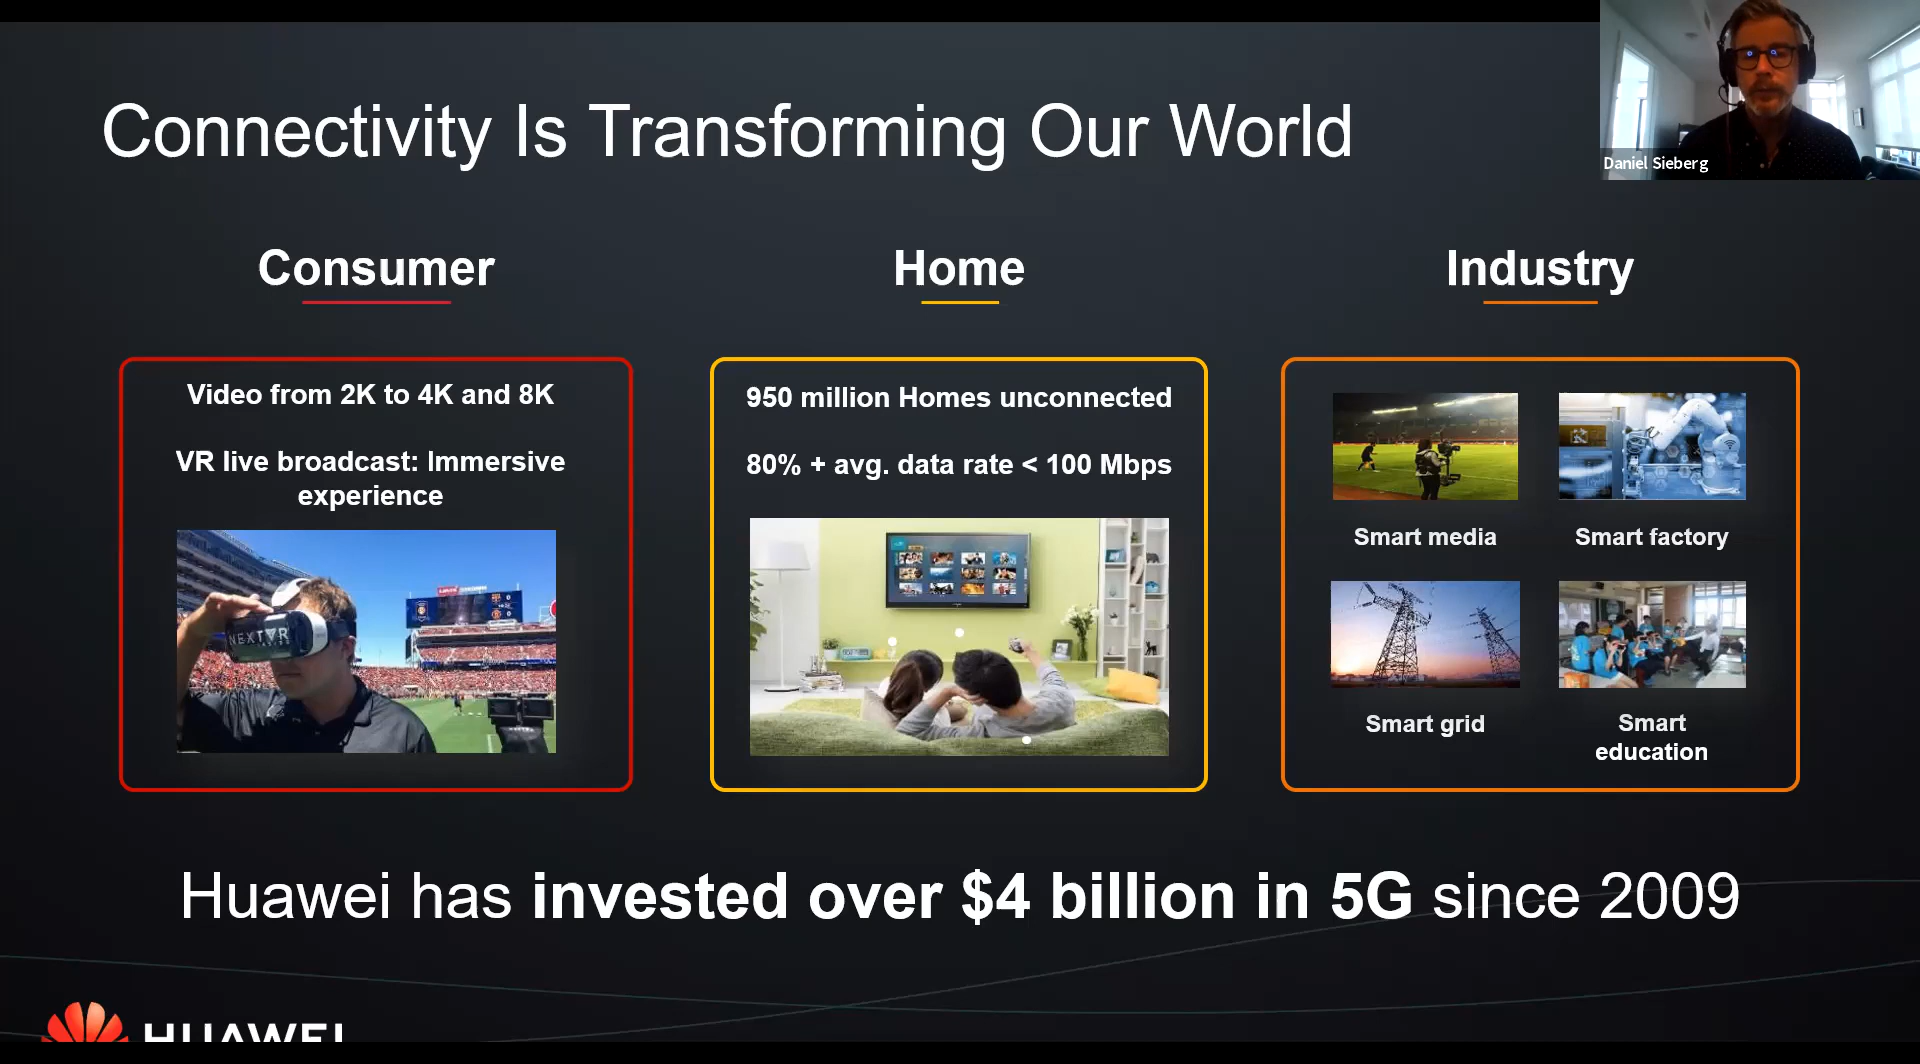 Connectivity Is Transforming Our World
Daniel Sieberg
Consumer
Home
Industry
Video from 2K to 4K and 8K
VR live broadcast: Immersive
experience
NEXTVR
950 million Homes unconnected
80% + avg. data rate < 100 Mbps
Smart media
Smart factory
Smart grid
Smart
education
Huawei has invested over $4 billion in 5G since 2009
HUAWEI